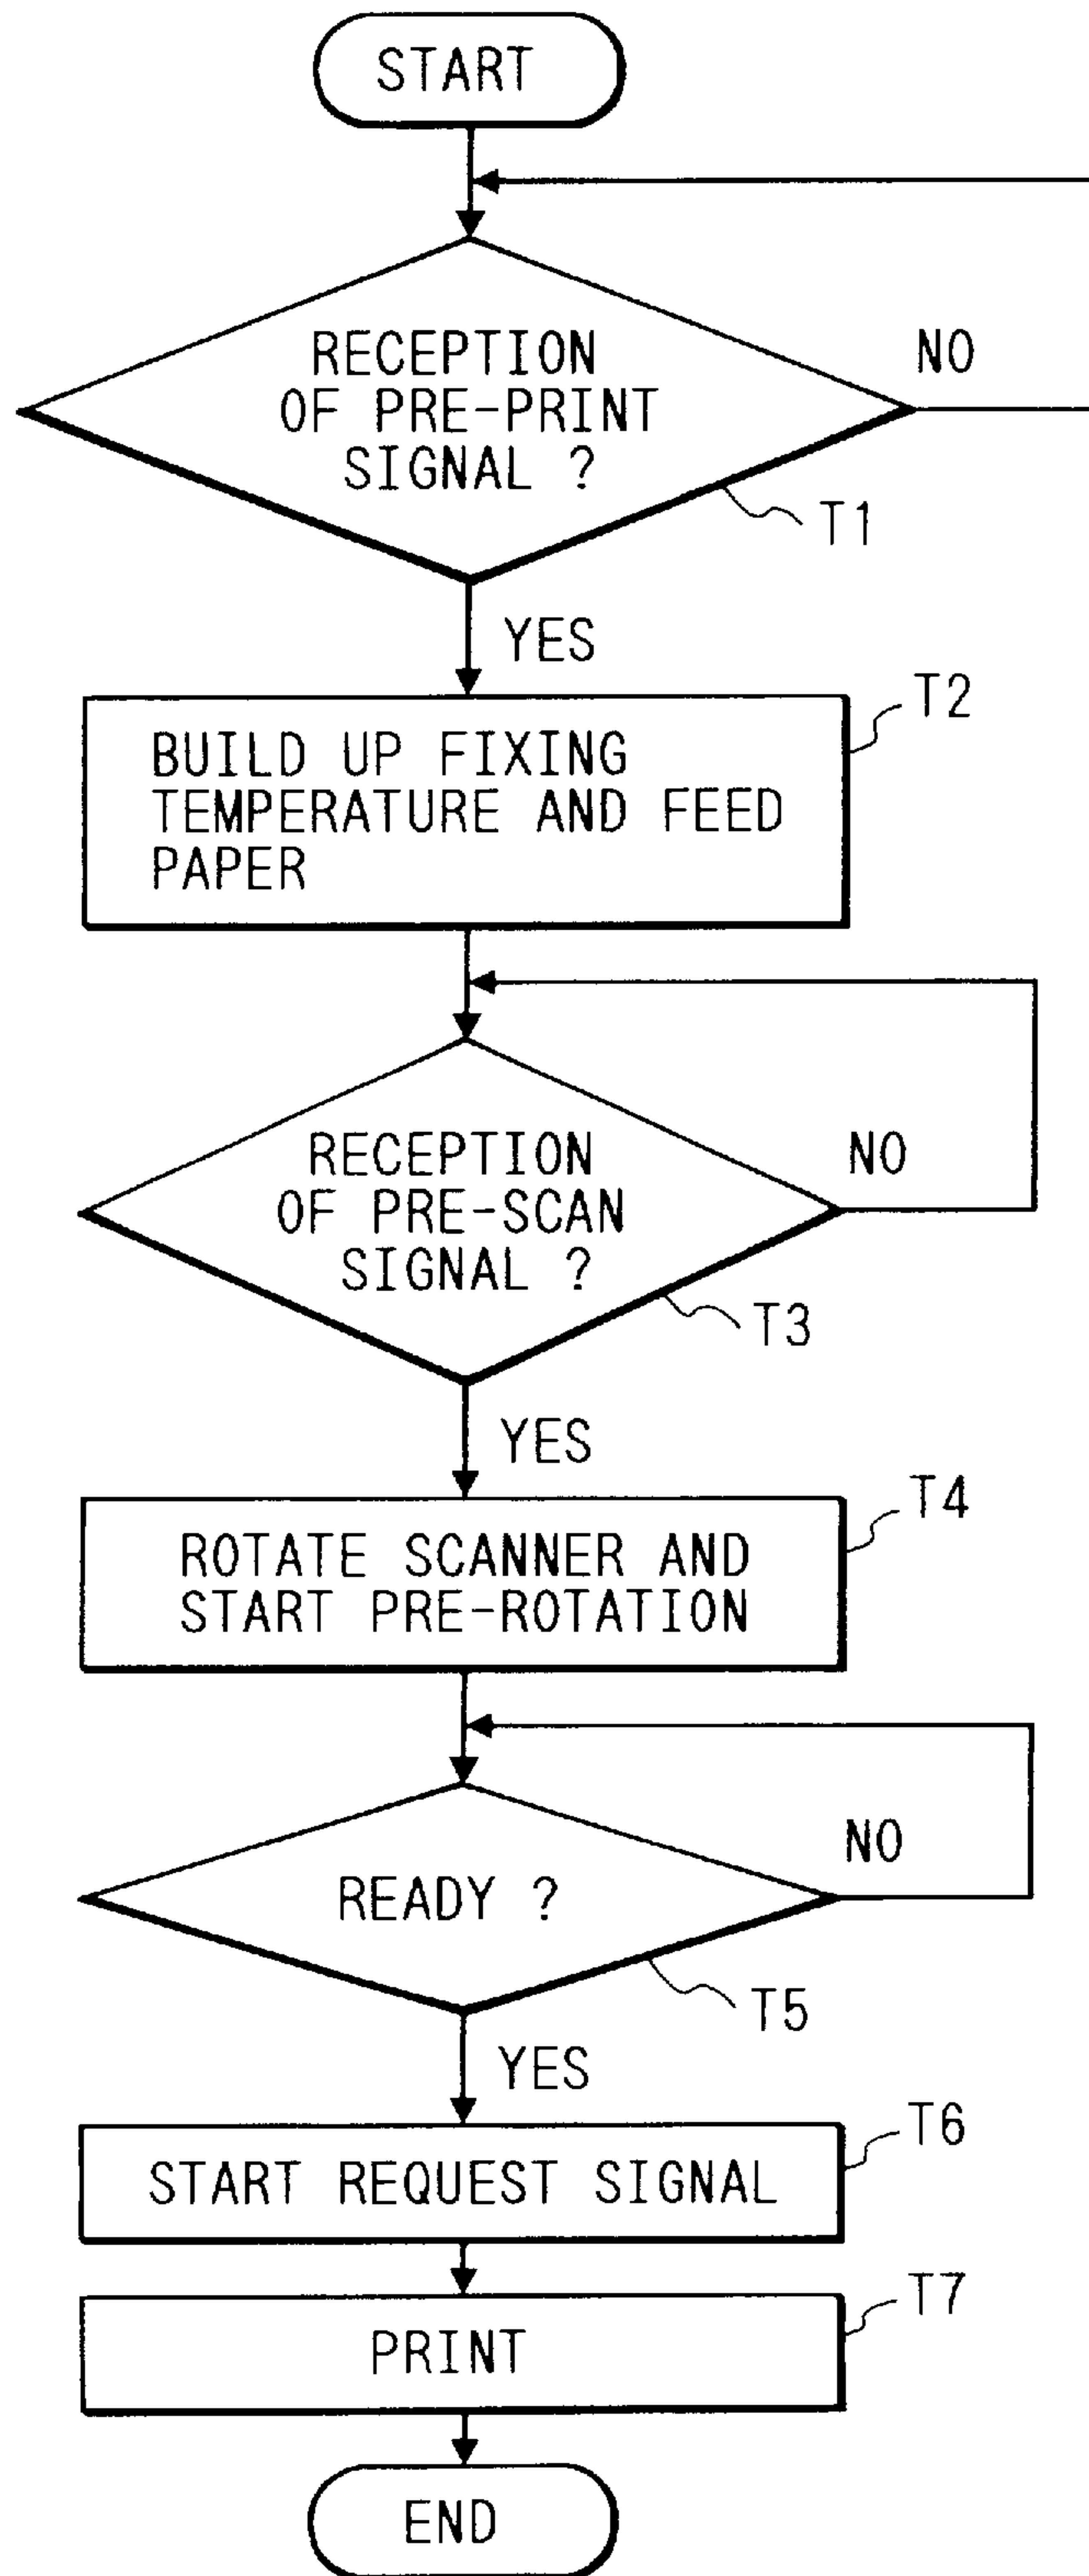 START
RECEPTION
OF PRE-PRINT
SIGNAL ?
NO
T1
YES
T2
BUILD UP FIXING
TEMPERATURE AND FEED
PAPER
RECEPTION
OF PRE-SCAN
SIGNAL ?
NO
T3
YES
T4
ROTATE SCANNER AND
START PRE-ROTATION
NO
READY ?
T5
YES
T6
START REQUEST SIGNAL
T7
PRINT
END